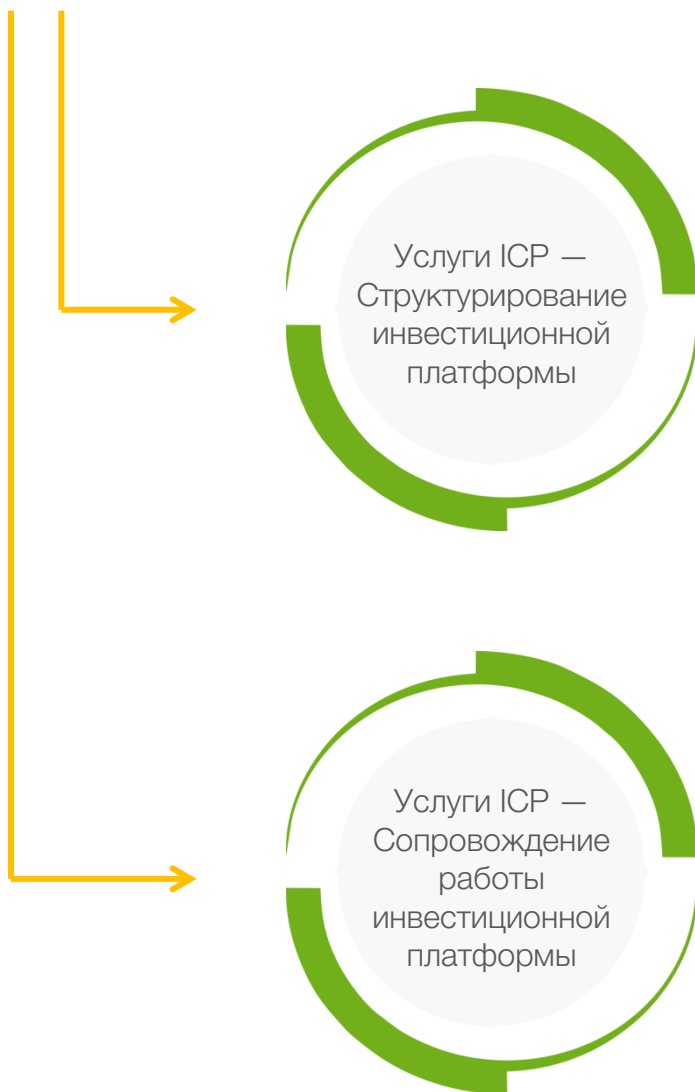 Услуги ICP —
Структурирование
инвестиционной
платформы
Услуги ICP —
Сопровождение
работы
инвестиционной
платформы